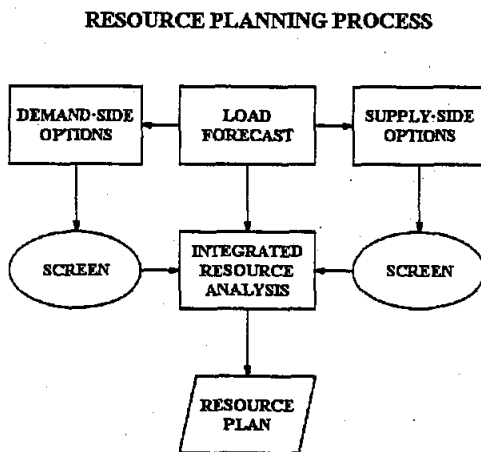 RESOURCE PLANNING PROCESS
DEMAND-SIDE
OPTIONS
LOAD
FORECAST
SUPPLY-SIDE
OPTIONS
SCREEN
INTEGRATED
RESOURCE
ANALYSIS
SCREEN
RESOURCE
PLAN